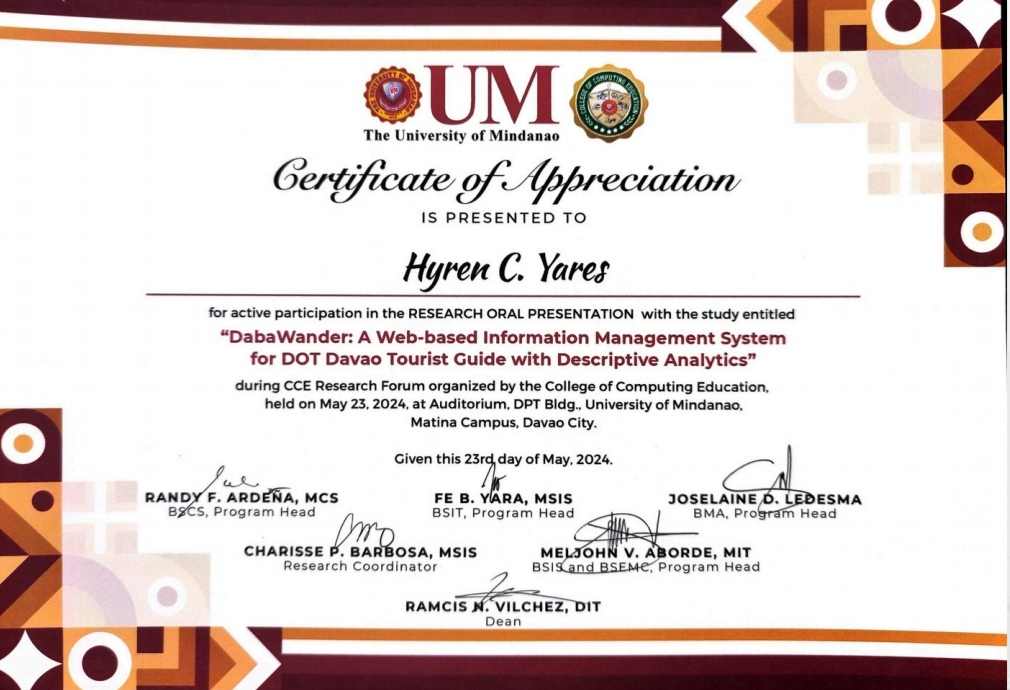 UM
The University of Mindanao
COLLEGE OF COMPUTING EDUCATION
Certificate of Appreciation
IS PRESENTED TO
Hyren C. Yares
for active participation in the RESEARCH ORAL PRESENTATION with the study entitled
“DabaWander: A Web-based Information Management System
for DOT Davao Tourist Guide with Descriptive Analytics”
during CCE Research Forum organized by the College of Computing Education,
held on May 23, 2024, at Auditorium, DPT Bldg., University of Mindanao,
Matina Campus, Davao City.
Given this 23rd day of May, 2024.
RANDY F. ARDEÑA, MCS
BSCS, Program Head
FE B. YARA, MSIS
BSIT, Program Head
JOSELAINE D. LEDESMA
BMA, Program Head
CHARISSE P. BARBOSA, MSIS
Research Coordinator
MELJOHN V. ABORDE, MIT
BSIS and BSEMC, Program Head
RAMCIS N. VILCHEZ, DIT
Dean